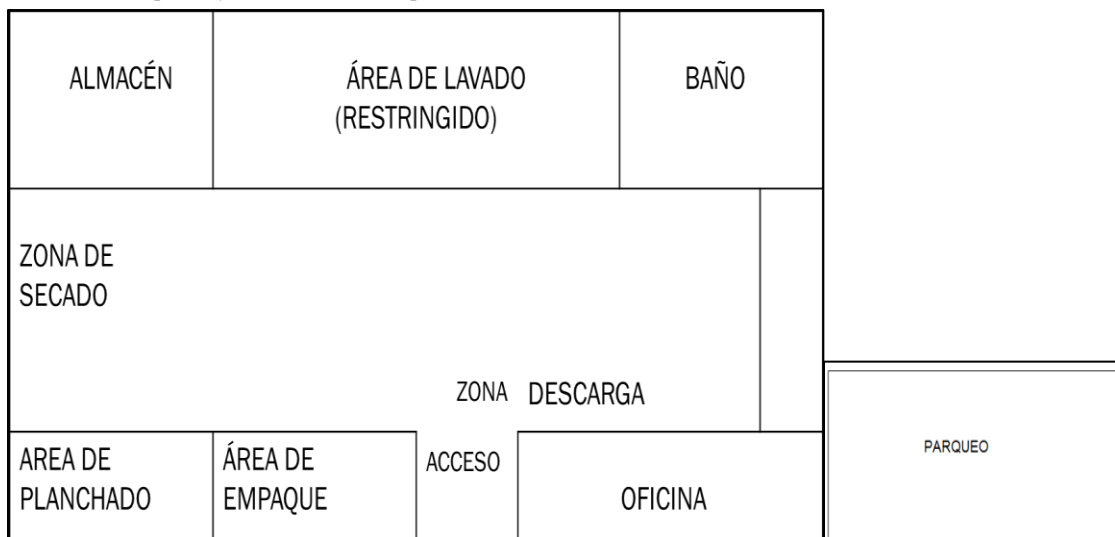 ALMACÉN
ÁREA DE LAVADO
(RESTRINGIDO)
BAÑO
ZONA DE
SECADO
ZONA DESCARGA
AREA DE
PLANCHADO
ÁREA DE
EMPAQUE
ACCESO
OFICINA
PARQUEO